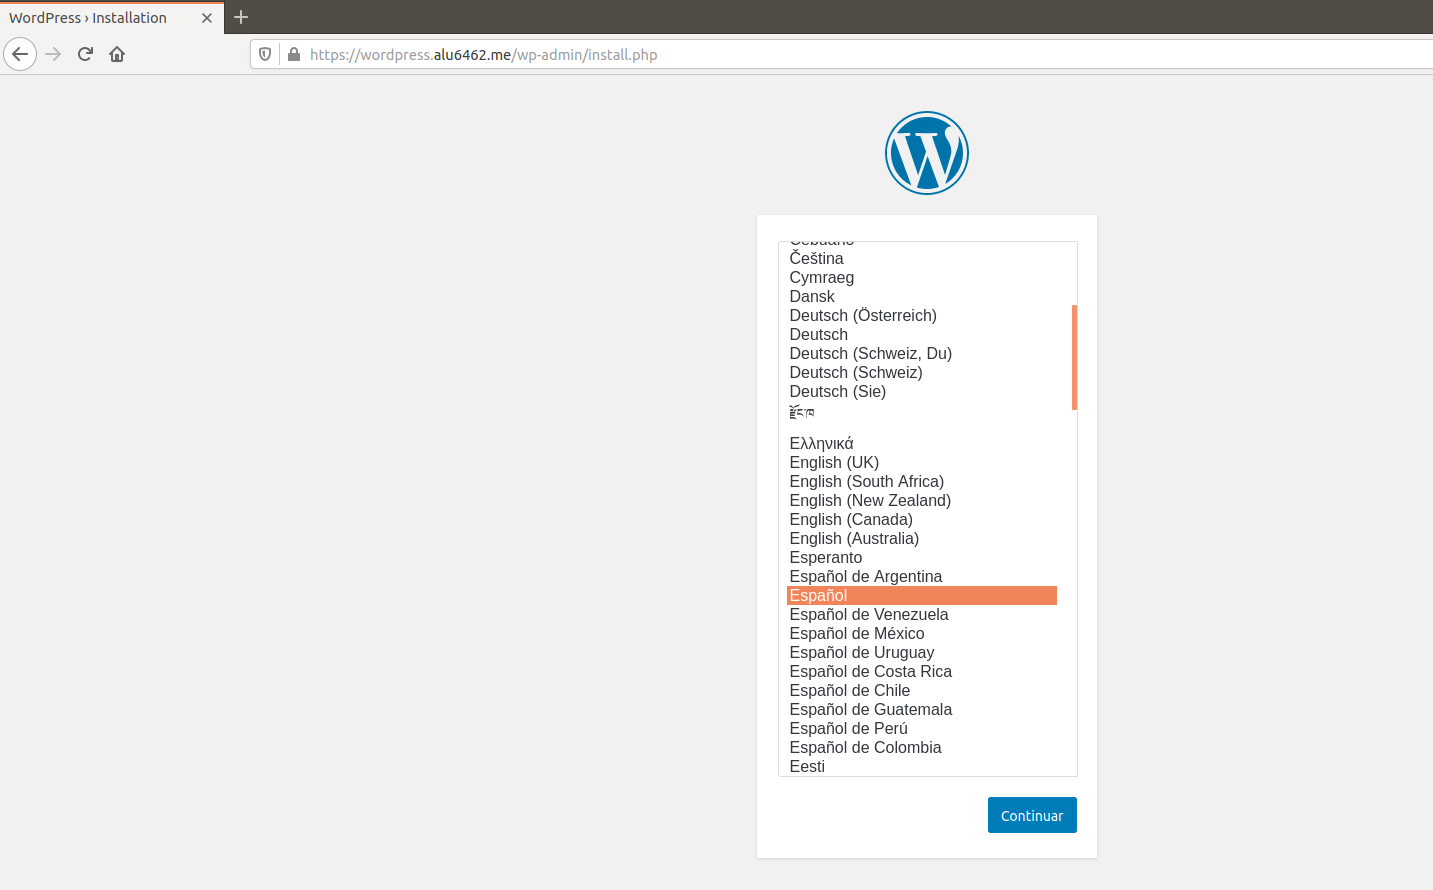 WordPress › Installation
https://wordpress.alu6462.me/wp-admin/install.php
Cebuano
Čeština
Cymraeg
Dansk
Deutsch (Österreich)
Deutsch
Deutsch (Schweiz, Du)
Deutsch (Schweiz)
Deutsch (Sie)
རྫོང་ཁ
Ελληνικά
English (UK)
English (South Africa)
English (New Zealand)
English (Canada)
English (Australia)
Esperanto
Español de Argentina
Español
Español de Venezuela
Español de México
Español de Uruguay
Español de Costa Rica
Español de Chile
Español de Guatemala
Español de Perú
Español de Colombia
Eesti
Continuar